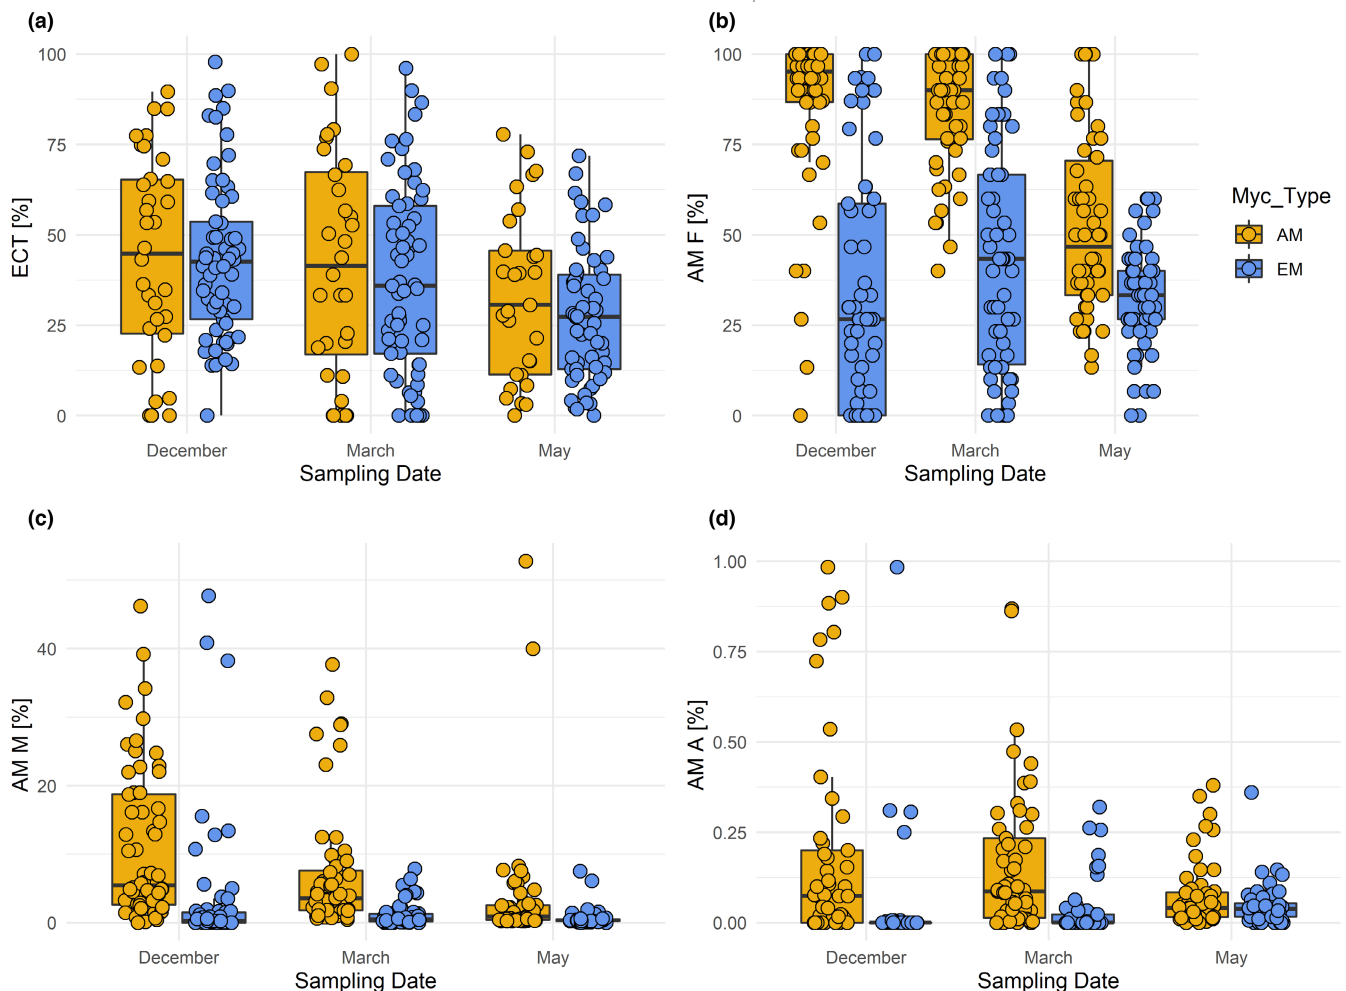 (a)
ECT [%]
100
75
50
25
0
December March May
Sampling Date
(b)
AM F [%]
100
75
50
25
0
December March May
Sampling Date
Myc_Type
AM
EM
(c)
AM M [%]
40
20
0
December March May
Sampling Date
(d)
AM A [%]
1.00
0.75
0.50
0.25
0.00
December March May
Sampling Date